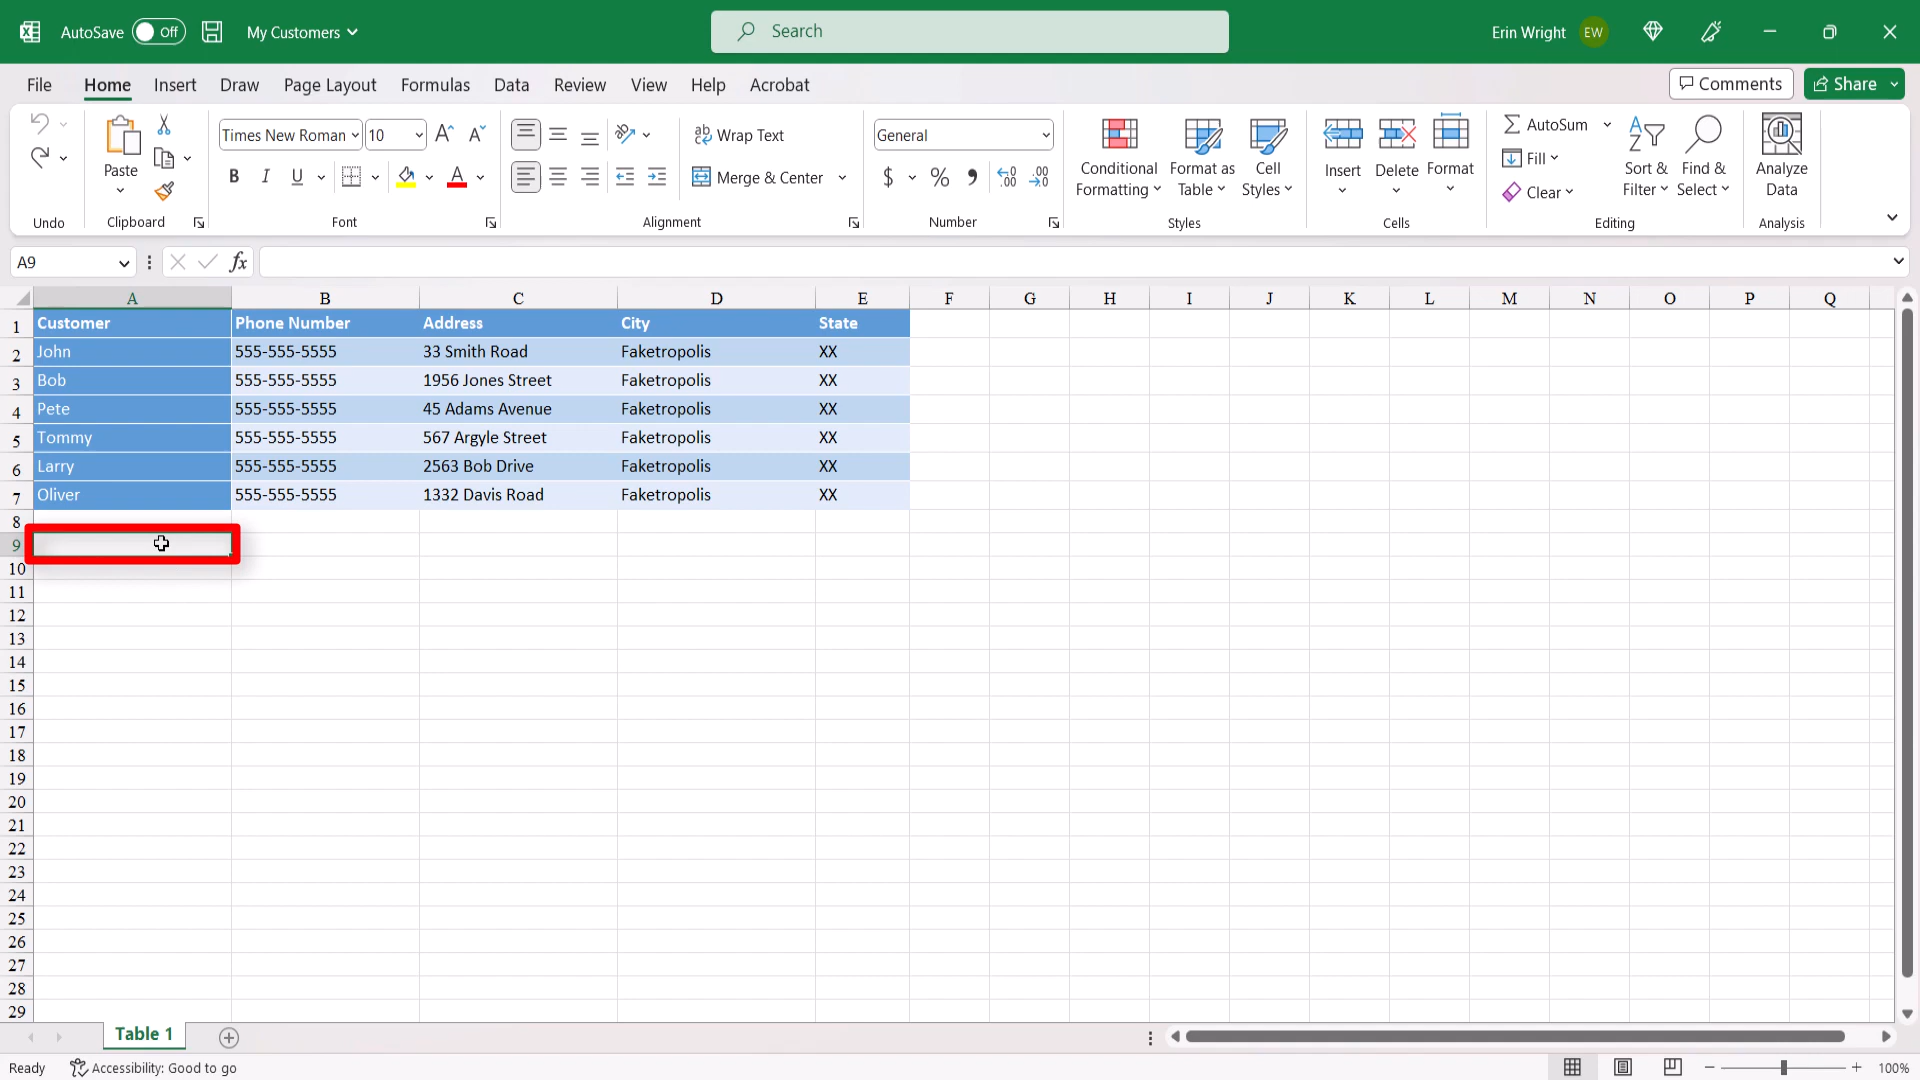 AutoSave Off My Customers Search Erin Wright EW
File Home Insert Draw Page Layout Formulas Data Review View Help Acrobat Comments Share
Times New Roman 10 Wrap Text General AutoSum
Paste Merge & Center Conditional Formatting Format as Table Cell Styles Insert Delete Format Fill Clear Sort & Filter Find & Select Analyze Data
Undo Clipboard Font Alignment Number Styles Cells Editing Analysis
A9 fx
A B C D E F G H I J K L M N O P Q
1 Customer Phone Number Address City State
2 John 555-555-5555 33 Smith Road Faketropolis XX
3 Bob 555-555-5555 1956 Jones Street Faketropolis XX
4 Pete 555-555-5555 45 Adams Avenue Faketropolis XX
5 Tommy 555-555-5555 567 Argyle Street Faketropolis XX
6 Larry 555-555-5555 2563 Bob Drive Faketropolis XX
7 Oliver 555-555-5555 1332 Davis Road Faketropolis XX
8
9
10
11
12
13
14
15
16
17
18
19
20
21
22
23
24
25
26
27
28
29
Table 1
Ready Accessibility: Good to go 100%